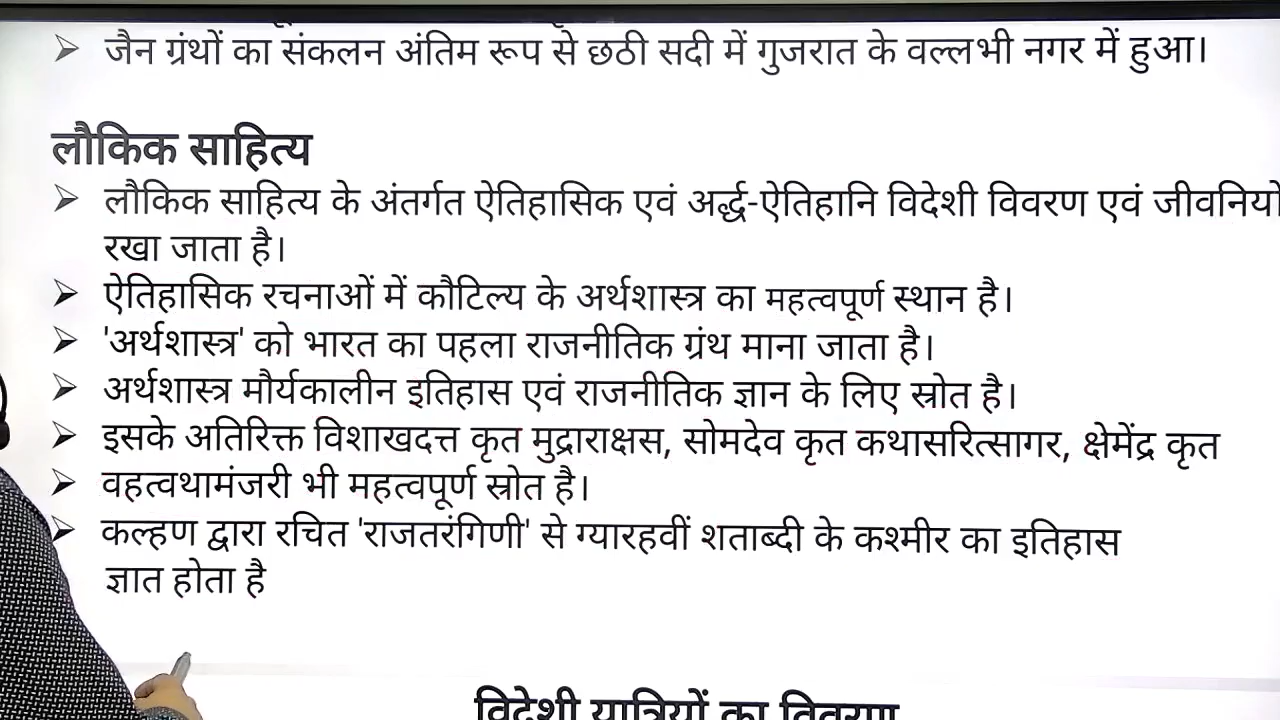 जैन ग्रंथों का संकलन अंतिम रूप से छठी सदी में गुजरात के वल्लभी नगर में हुआ।
लौकिक साहित्य
लौकिक साहित्य के अंतर्गत ऐतिहासिक एवं अर्द्ध-ऐतिहानि विदेशी विवरण एवं जीवनियो
रखा जाता है।
ऐतिहासिक रचनाओं में कौटिल्य के अर्थशास्त्र का महत्वपूर्ण स्थान है।
'अर्थशास्त्र' को भारत का पहला राजनीतिक ग्रंथ माना जाता है।
अर्थशास्त्र मौर्यकालीन इतिहास एवं राजनीतिक ज्ञान के लिए स्रोत है।
इसके अतिरिक्त विशाखदत्त कृत मुद्राराक्षस, सोमदेव कृत कथासरित्सागर, क्षेमेंद्र कृत
वहत्वथामंजरी भी महत्वपूर्ण स्रोत है।
कल्हण द्वारा रचित 'राजतरंगिणी' से ग्यारहवीं शताब्दी के कश्मीर का इतिहास
ज्ञात होता है
विदेशी यात्रियों का विवरण